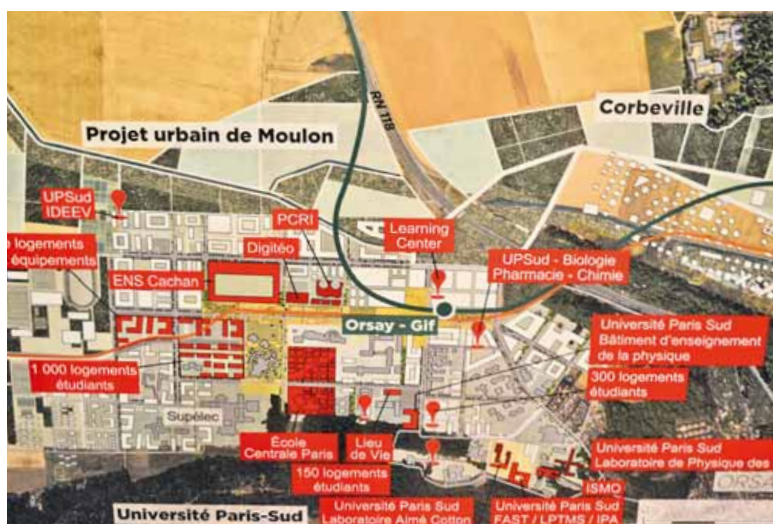 RN 118
Corbeville
Projet urbain de Moulon
UPSud
IDEEV
PCRI
Learning
Center
logements
équipements
Digitéo
UPSud - Biologie
Pharmacie - Chimie
ENS Cachan
Orsay - Gif
Université Paris Sud
Bâtiment d'enseignement
de la physique
1 000 logements
étudiants
300 logements
étudiants
Supélec
École
Centrale Paris
Lieu
de Vie
Université Paris Sud
Laboratoire de Physique des
150 logements
étudiants
ISMO
ORSA
Université Paris-Sud
Université Paris Sud
Laboratoire Aimé Cotton
Université Paris Sud
FAST / LPTMS / IPA